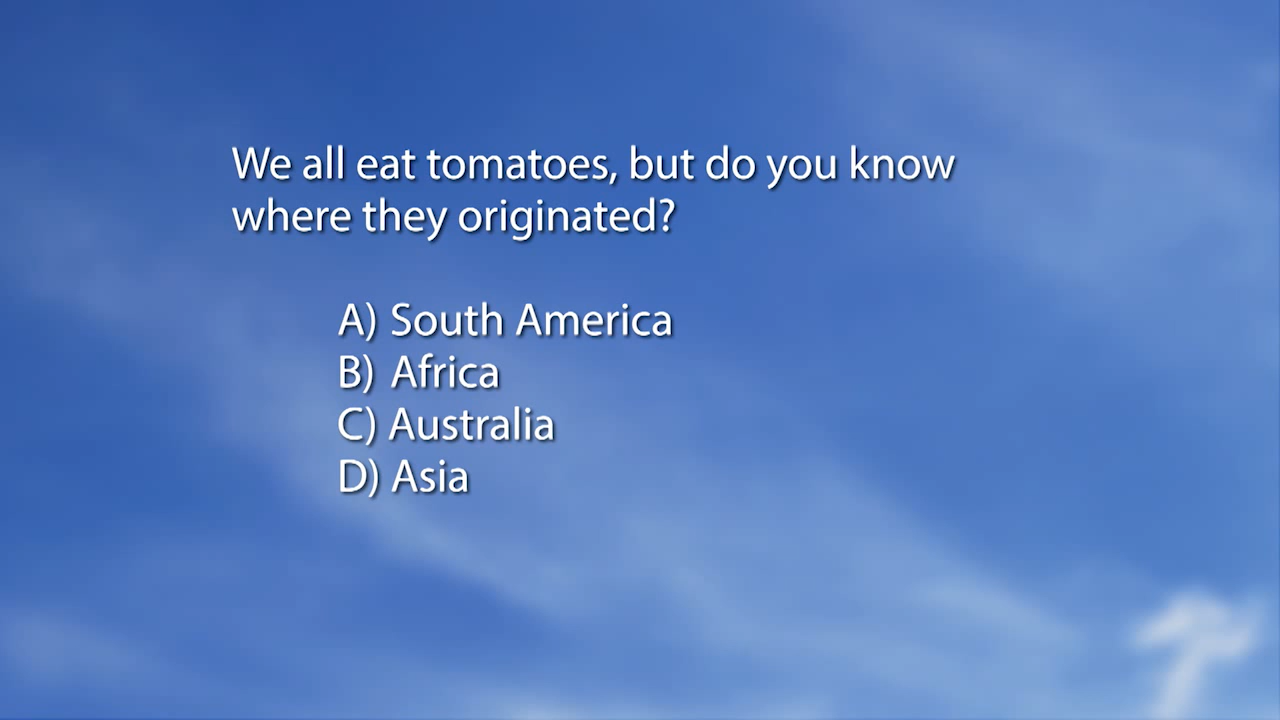 We all eat tomatoes, but do you know
where they originated?
A) South America
B) Africa
C) Australia
D) Asia